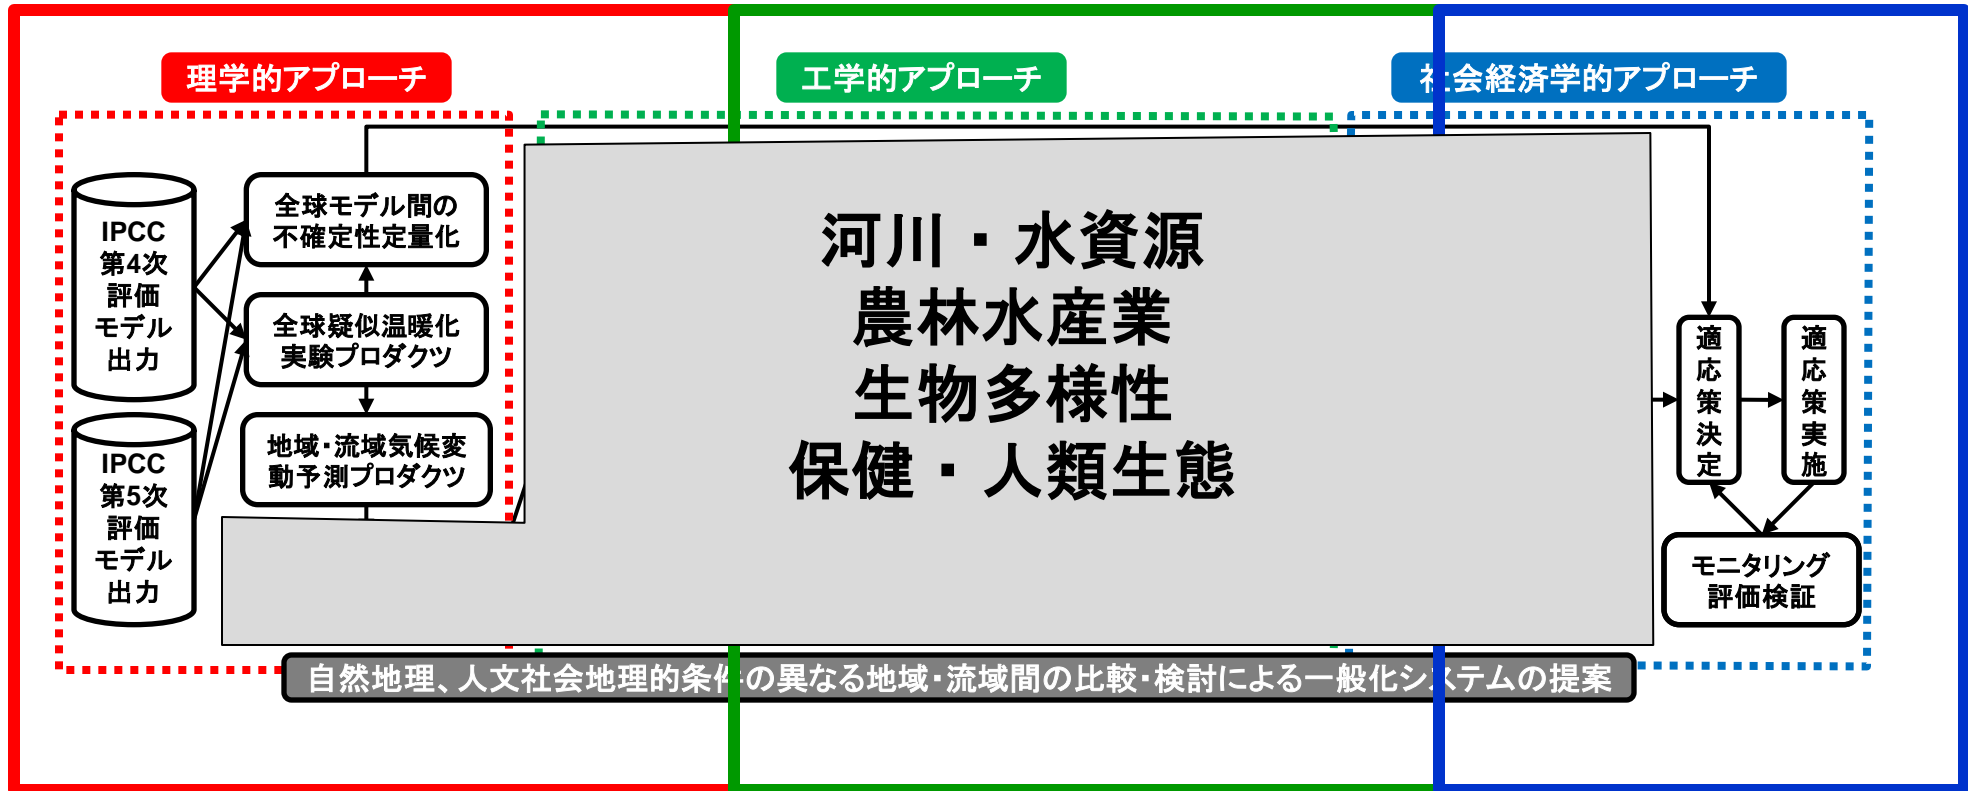 理学的アプローチ
工学的アプローチ
社会経済学的アプローチ
IPCC
第4次
評価
モデル
出力
IPCC
第5次
評価
モデル
出力
全球モデル間の
不確定性定量化
全球疑似温暖化
実験プロダクツ
地域・流域気候変
動予測プロダクツ
河川・水資源
農林水産業
生物多様性
保健・人類生態
適応策決定
適応策実施
モニタリング
評価検証
自然地理、人文社会地理的条件の異なる地域・流域間の比較・検討による一般化システムの提案